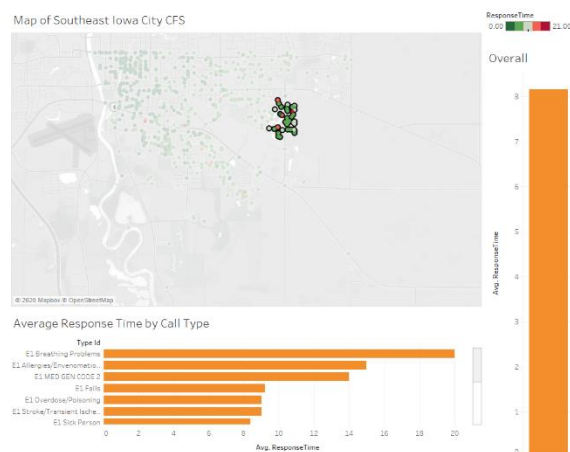 Map of Southeast Iowa City CFS
ResponseTime
0.00 21.00
Overall
8
7
6
5
4
3
2
1
0
Avg. ResponseTime
© 2020 Mapbox © OpenStreetMap
Average Response Time by Call Type
Type Id
E1 Breathing Problems
E1 Allergies/Envenomatio..
E1 MED GEN CODE 2
E1 Falls
E1 Overdose/Poisoning
E1 Stroke/Transient Ische..
E1 Sick Person
0 2 4 6 8 10 12 14 16 18 20
Avg. ResponseTime